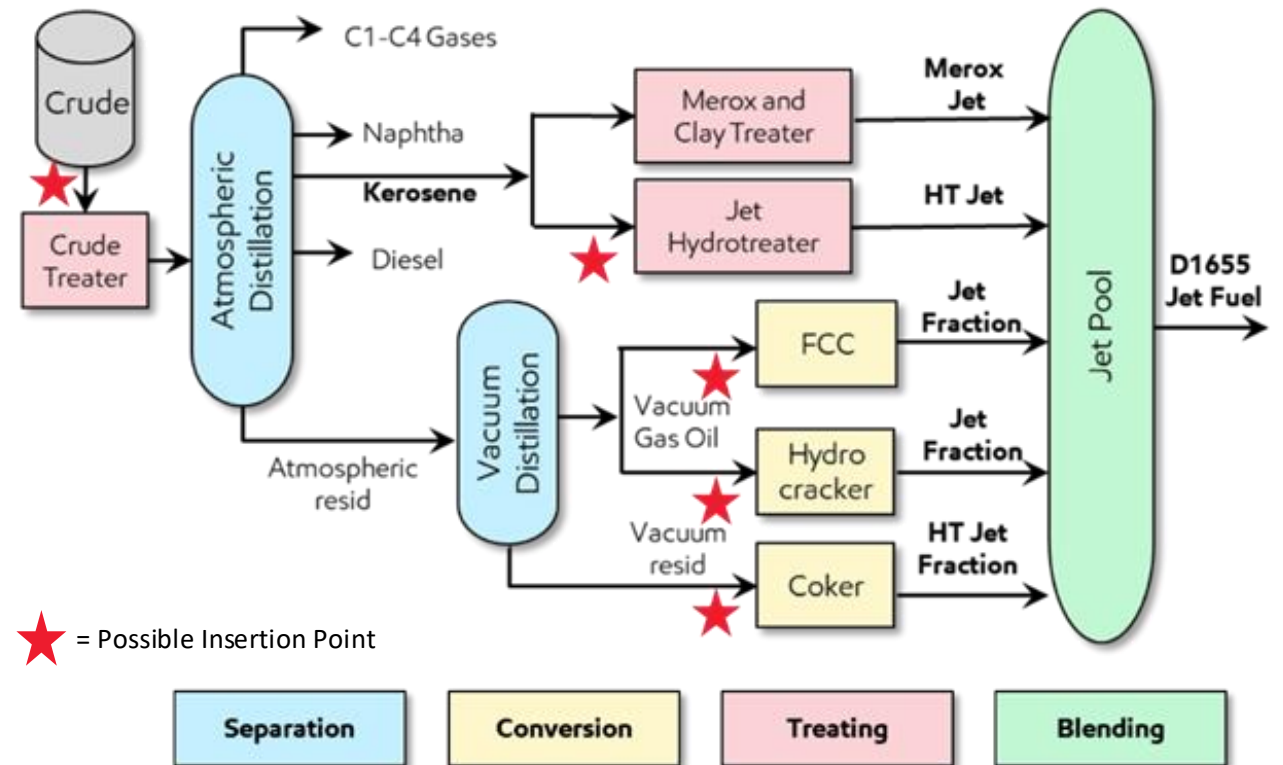 Crude
Crude
Treater
Atmospheric
Distillation
C1-C4 Gases
Naphtha
Kerosene
Diesel
Atmospheric
resid
Vacuum
Distillation
Merox and
Clay Treater
Jet
Hydrotreater
Vacuum
Gas Oil
Vacuum
resid
FCC
Hydro
cracker
Coker
Merox
Jet
HT Jet
Jet
Fraction
Jet
Fraction
HT Jet
Fraction
Jet Pool
D1655
Jet Fuel
= Possible Insertion Point
Separation
Conversion
Treating
Blending